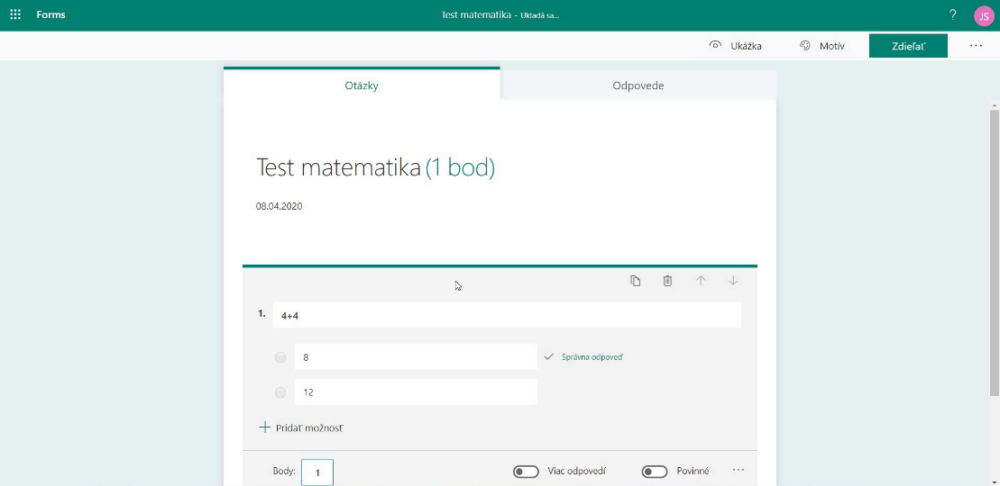 Forms
Test matematika - Ukladá sa...
?
JS
Ukážka
Motív
Zdieľať
Otázky
Odpovede
Test matematika (1 bod)
08.04.2020
1.
4+4
8
Správna odpoveď
12
Pridať možnosť
Body:
1
Viac odpovedí
Povinné